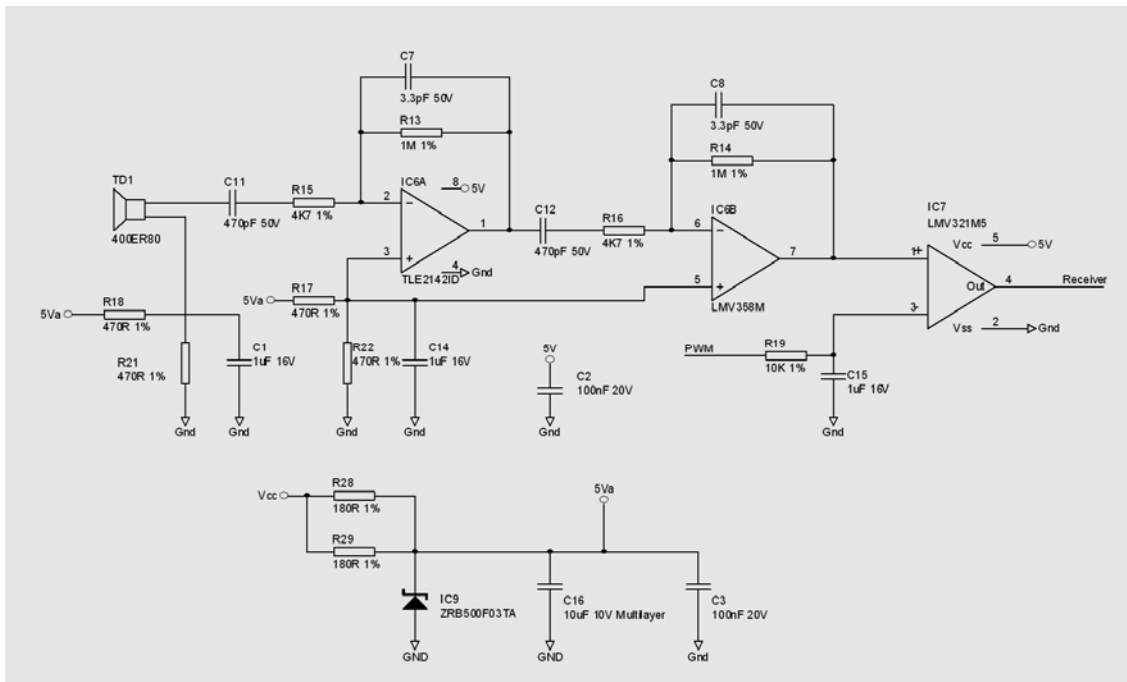 C7
3.3pF 50V
R13
1M 1%
C8
3.3pF 50V
R14
1M 1%
TD1
400ER80
C11
470pF 50V
R15
4K7 1%
IC6A
8
5V
2
-
3
+
1
4
Gnd
TLE2142ID
C12
470pF 50V
R16
4K7 1%
IC6B
6
-
5
+
7
LMV358M
IC7
LMV321M5
Vcc
5
5V
1+
Out
4
Receiver
3-
Vss
2
Gnd
5Va
R18
470R 1%
R21
470R 1%
C1
1uF 16V
Gnd
Gnd
5Va
R17
470R 1%
R22
470R 1%
C14
1uF 16V
Gnd
Gnd
5V
C2
100nF 20V
Gnd
PWM
R19
10K 1%
C15
1uF 16V
Gnd
Vcc
R28
180R 1%
R29
180R 1%
5Va
IC9
ZRB500F03TA
GND
C16
10uF 10V Multilayer
GND
C3
100nF 20V
Gnd